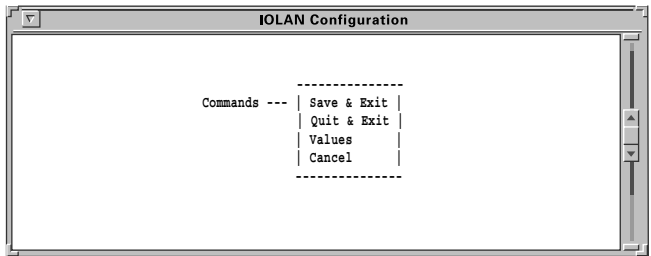 IOLAN Configuration
---------------
Commands --- | Save & Exit |
| Quit & Exit |
| Values |
| Cancel |
---------------